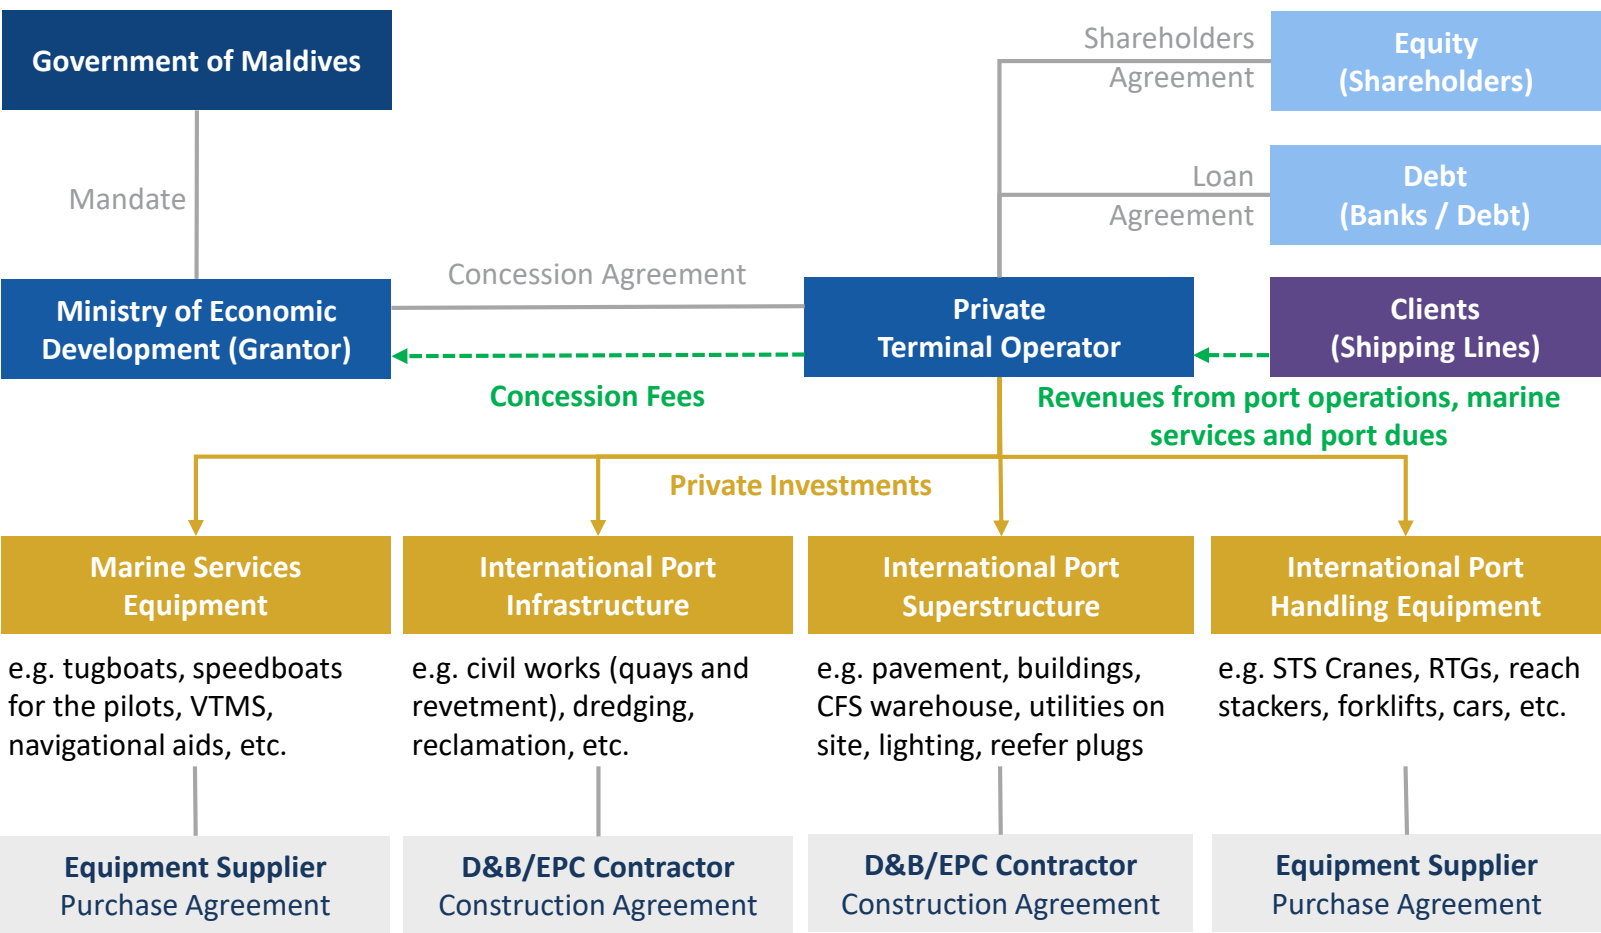 Government of Maldives
Shareholders
Agreement
Equity
(Shareholders)
Mandate
Loan
Agreement
Debt
(Banks / Debt)
Ministry of Economic
Development (Grantor)
Concession Agreement
Private
Terminal Operator
Clients
(Shipping Lines)
Concession Fees
Revenues from port operations, marine
services and port dues
Private Investments
Marine Services
Equipment
International Port
Infrastructure
International Port
Superstructure
International Port
Handling Equipment
e.g. tugboats, speedboats
for the pilots, VTMS,
navigational aids, etc.
e.g. civil works (quays and
revetment), dredging,
reclamation, etc.
e.g. pavement, buildings,
CFS warehouse, utilities on
site, lighting, reefer plugs
e.g. STS Cranes, RTGs, reach
stackers, forklifts, cars, etc.
Equipment Supplier
Purchase Agreement
D&B/EPC Contractor
Construction Agreement
D&B/EPC Contractor
Construction Agreement
Equipment Supplier
Purchase Agreement